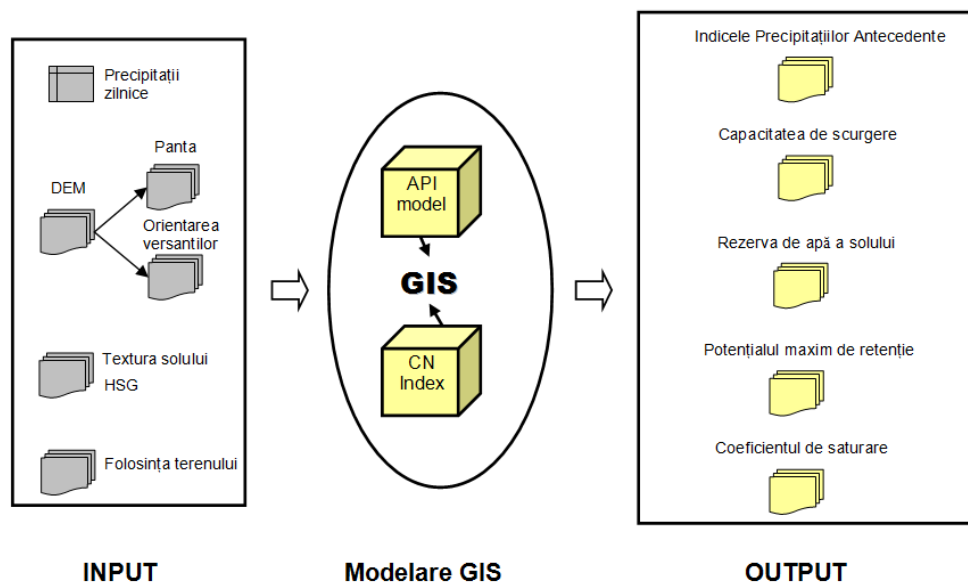 Precipitații
zilnice
Panta
DEM
Orientarea
versantilor
Textura solului
HSG
Folosința terenului
API
model
GIS
CN
Index
Indicele Precipitațiilor Antecedente
Capacitatea de scurgere
Rezerva de apă a solului
Potențialul maxim de retenție
Coeficientul de saturare
INPUT
Modelare GIS
OUTPUT